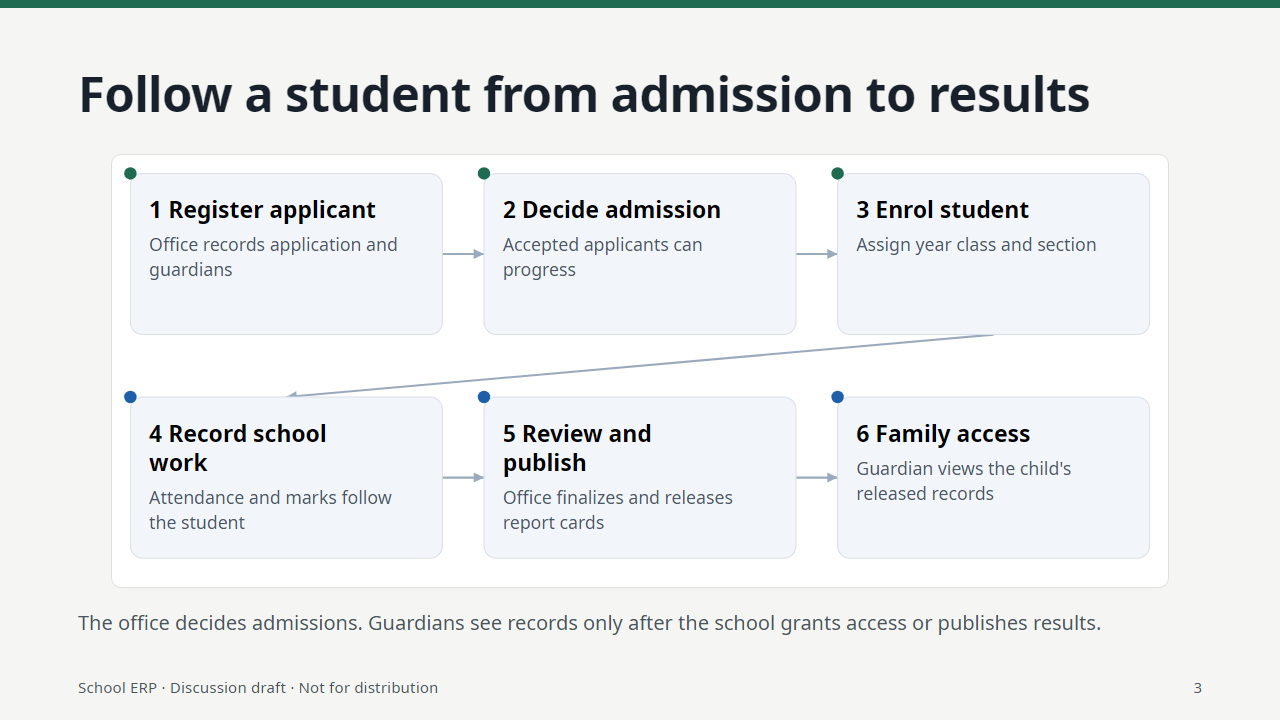 Follow a student from admission to results
1 Register applicant
Office records application and
guardians
2 Decide admission
Accepted applicants can
progress
3 Enrol student
Assign year class and section
4 Record school
work
Attendance and marks follow
the student
5 Review and
publish
Office finalizes and releases
report cards
6 Family access
Guardian views the child's
released records
The office decides admissions. Guardians see records only after the school grants access or publishes results.
School ERP · Discussion draft · Not for distribution
3